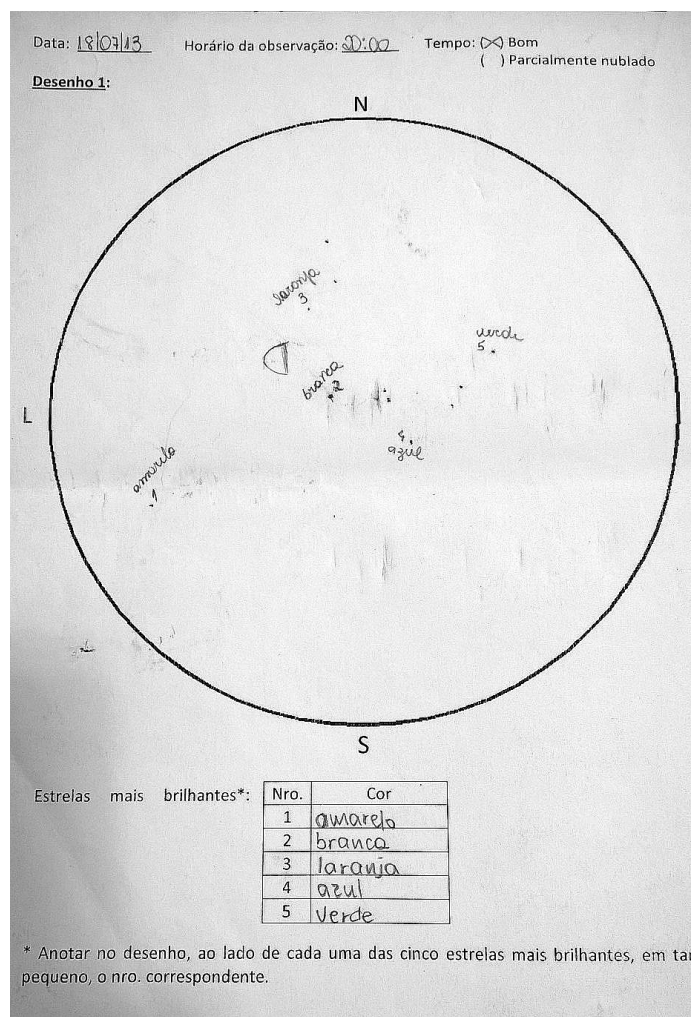 Data: 18/07/13 Horário da observação: 20:00 Tempo: (X) Bom
( ) Parcialmente nublado
Desenho 1:
N
laranja
3
verde
5
branca
2
L
4
azul
amarelo
1
S
Estrelas mais brilhantes*:
Nro. Cor
1 amarelo
2 branca
3 laranja
4 azul
5 verde
* Anotar no desenho, ao lado de cada uma das cinco estrelas mais brilhantes, em ta
pequeno, o nro. correspondente.